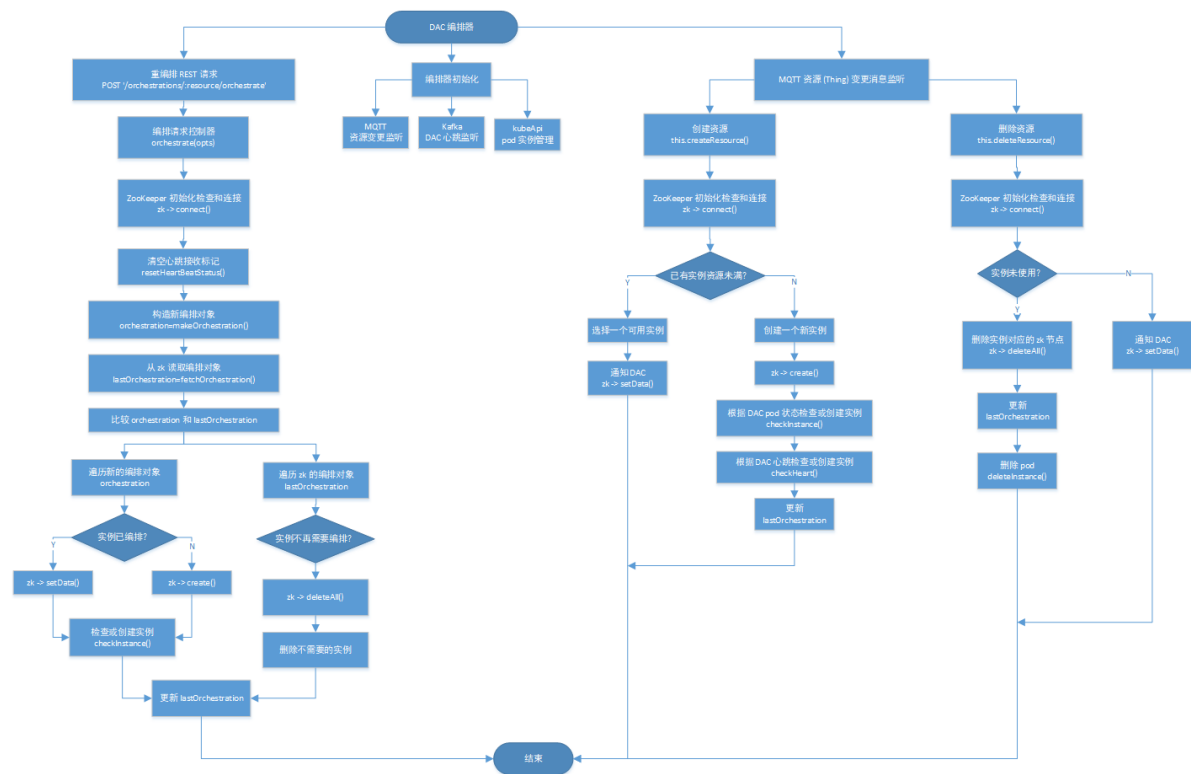 DAC 编排器
重编排 REST 请求
POST '/orchestrations/:resource/orchestrate'
编排请求控制器
orchestrate(opts)
ZooKeeper 初始化检查和连接
zk -> connect()
清空心跳接收标记
resetHeartBeatStatus()
构造新编排对象
orchestration=makeOrchestration()
从 zk 读取编排对象
lastOrchestration=fetchOrchestration()
比较 orchestration 和 lastOrchestration
遍历新的编排对象
orchestration
实例已编排?
Y
N
zk -> setData()
zk -> create()
检查或创建实例
checkInstance()
遍历 zk 的编排对象
lastOrchestration
实例不再需要编排?
zk -> deleteAll()
删除不需要的实例
更新 lastOrchestration
编排器初始化
MQTT
资源变更监听
Kafka
DAC 心跳监听
kubeApi
pod 实例管理
MQTT 资源 (Thing) 变更消息监听
创建资源
this.createResource()
ZooKeeper 初始化检查和连接
zk -> connect()
已有实例资源未满?
Y
N
选择一个可用实例
通知 DAC
zk -> setData()
创建一个新实例
zk -> create()
根据 DAC pod 状态检查或创建实例
checkInstance()
根据 DAC 心跳检查或创建实例
checkHeart()
更新
lastOrchestration
删除资源
this.deleteResource()
ZooKeeper 初始化检查和连接
zk -> connect()
实例未使用?
N
Y
删除实例对应的 zk 节点
zk -> deleteAll()
更新
lastOrchestration
删除 pod
deleteInstance()
通知 DAC
zk -> setData()
结束